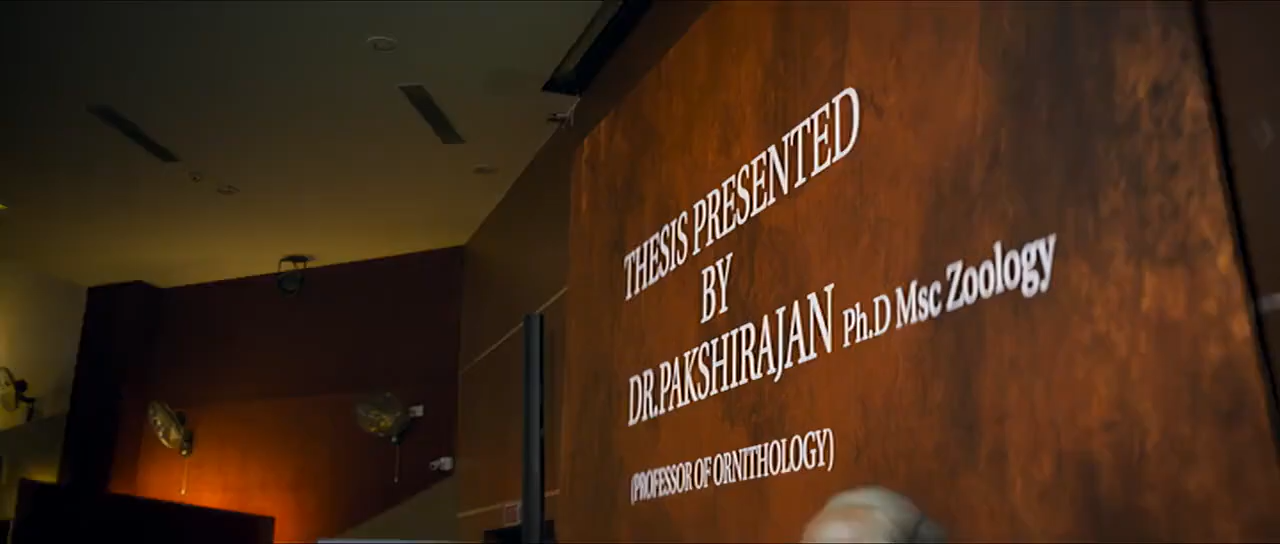 THESIS PRESENTED
BY
DR.PAKSHIRAJAN Ph.D Msc Zoology
(PROFESSOR OF ORNITHOLOGY)